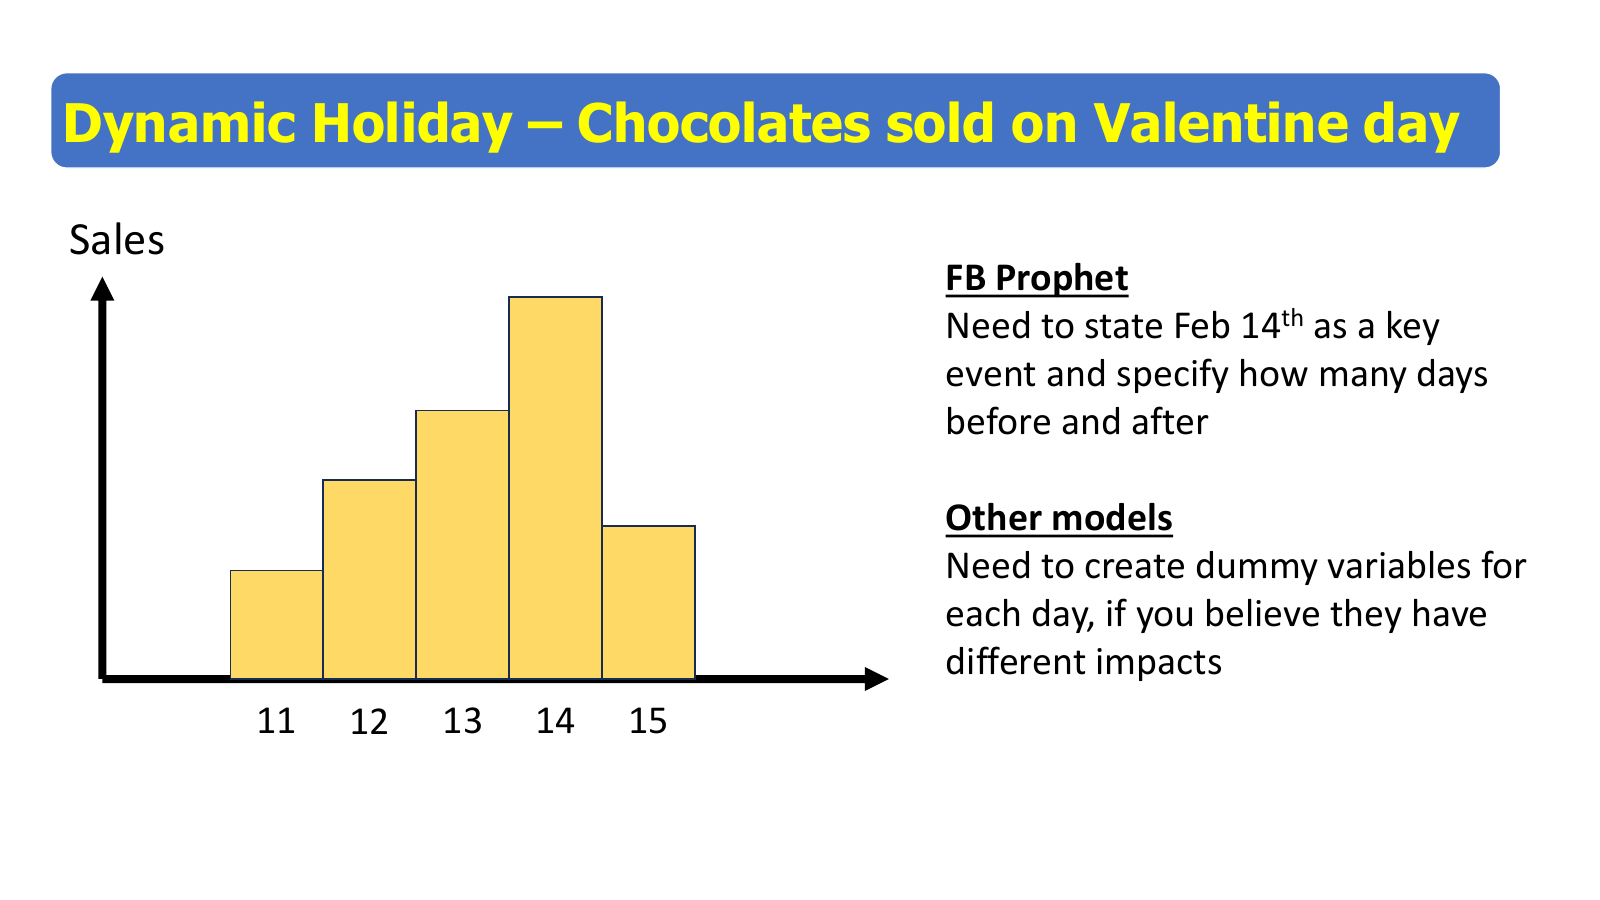 Dynamic Holiday – Chocolates sold on Valentine day
Sales
11 12 13 14 15
FB Prophet
Need to state Feb 14th as a key
event and specify how many days
before and after
Other models
Need to create dummy variables for
each day, if you believe they have
different impacts